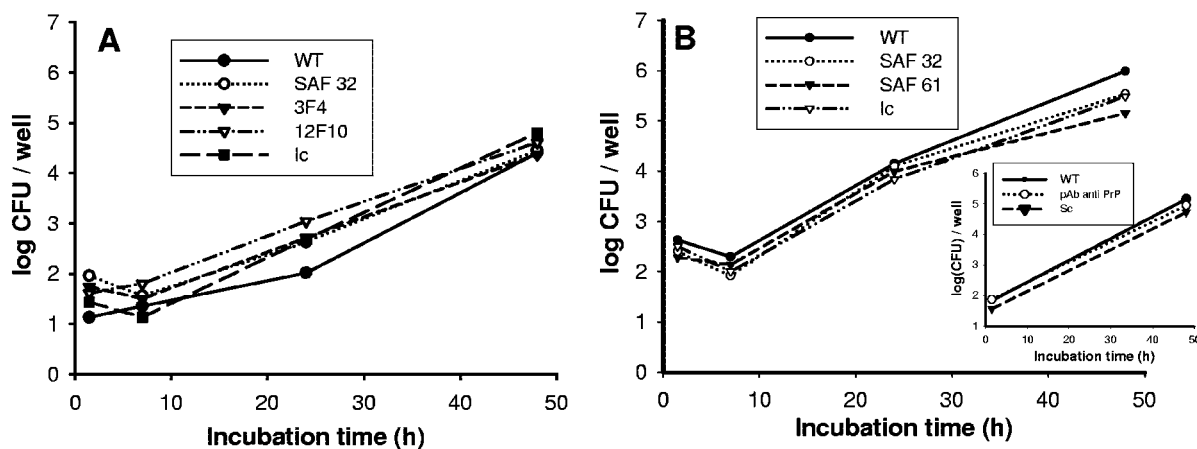 A
WT
SAF 32
3F4
12F10
Ic
log CFU / well
7
6
5
4
3
2
1
0
0 10 20 30 40 50
Incubation time (h)
B
WT
SAF 32
SAF 61
Ic
log CFU / well
7
6
5
4
3
2
1
0
0 10 20 30 40 50
Incubation time (h)
WT
pAb anti PrP
Sc
log(CFU) / well
6
5
4
3
2
1
0 10 20 30 40 50
Incubation time (h)